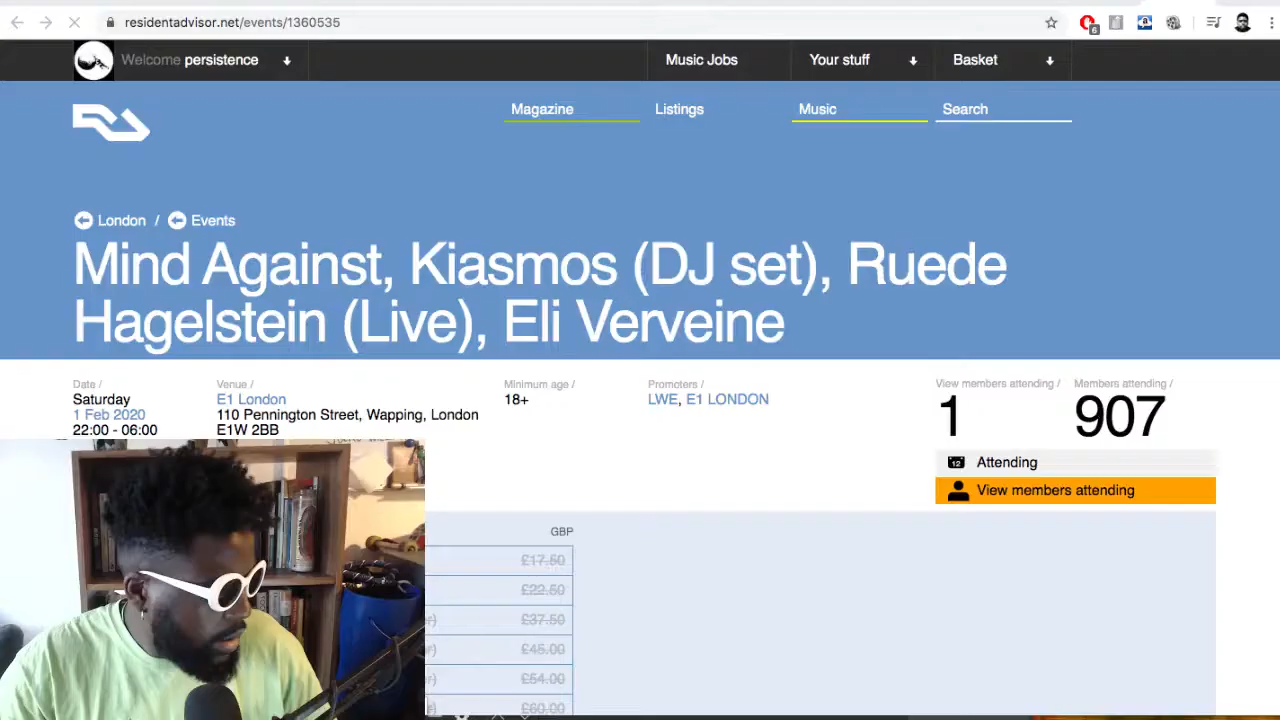 residentadvisor.net/events/1360535
6
Welcome persistence
Music Jobs
Your stuff
Basket
Magazine
Listings
Music
Search
London / Events
Mind Against, Kiasmos (DJ set), Ruede
Hagelstein (Live), Eli Verveine
Date /
Saturday
1 Feb 2020
22:00 - 06:00
Venue /
E1 London
110 Pennington Street, Wapping, London
E1W 2BB
Minimum age /
18+
Promoters /
LWE, E1 LONDON
View members attending /
1
Members attending /
907
12 Attending
View members attending
GBP
£17.50
£22.50
£37.50
£45.00
£54.00
£60.00